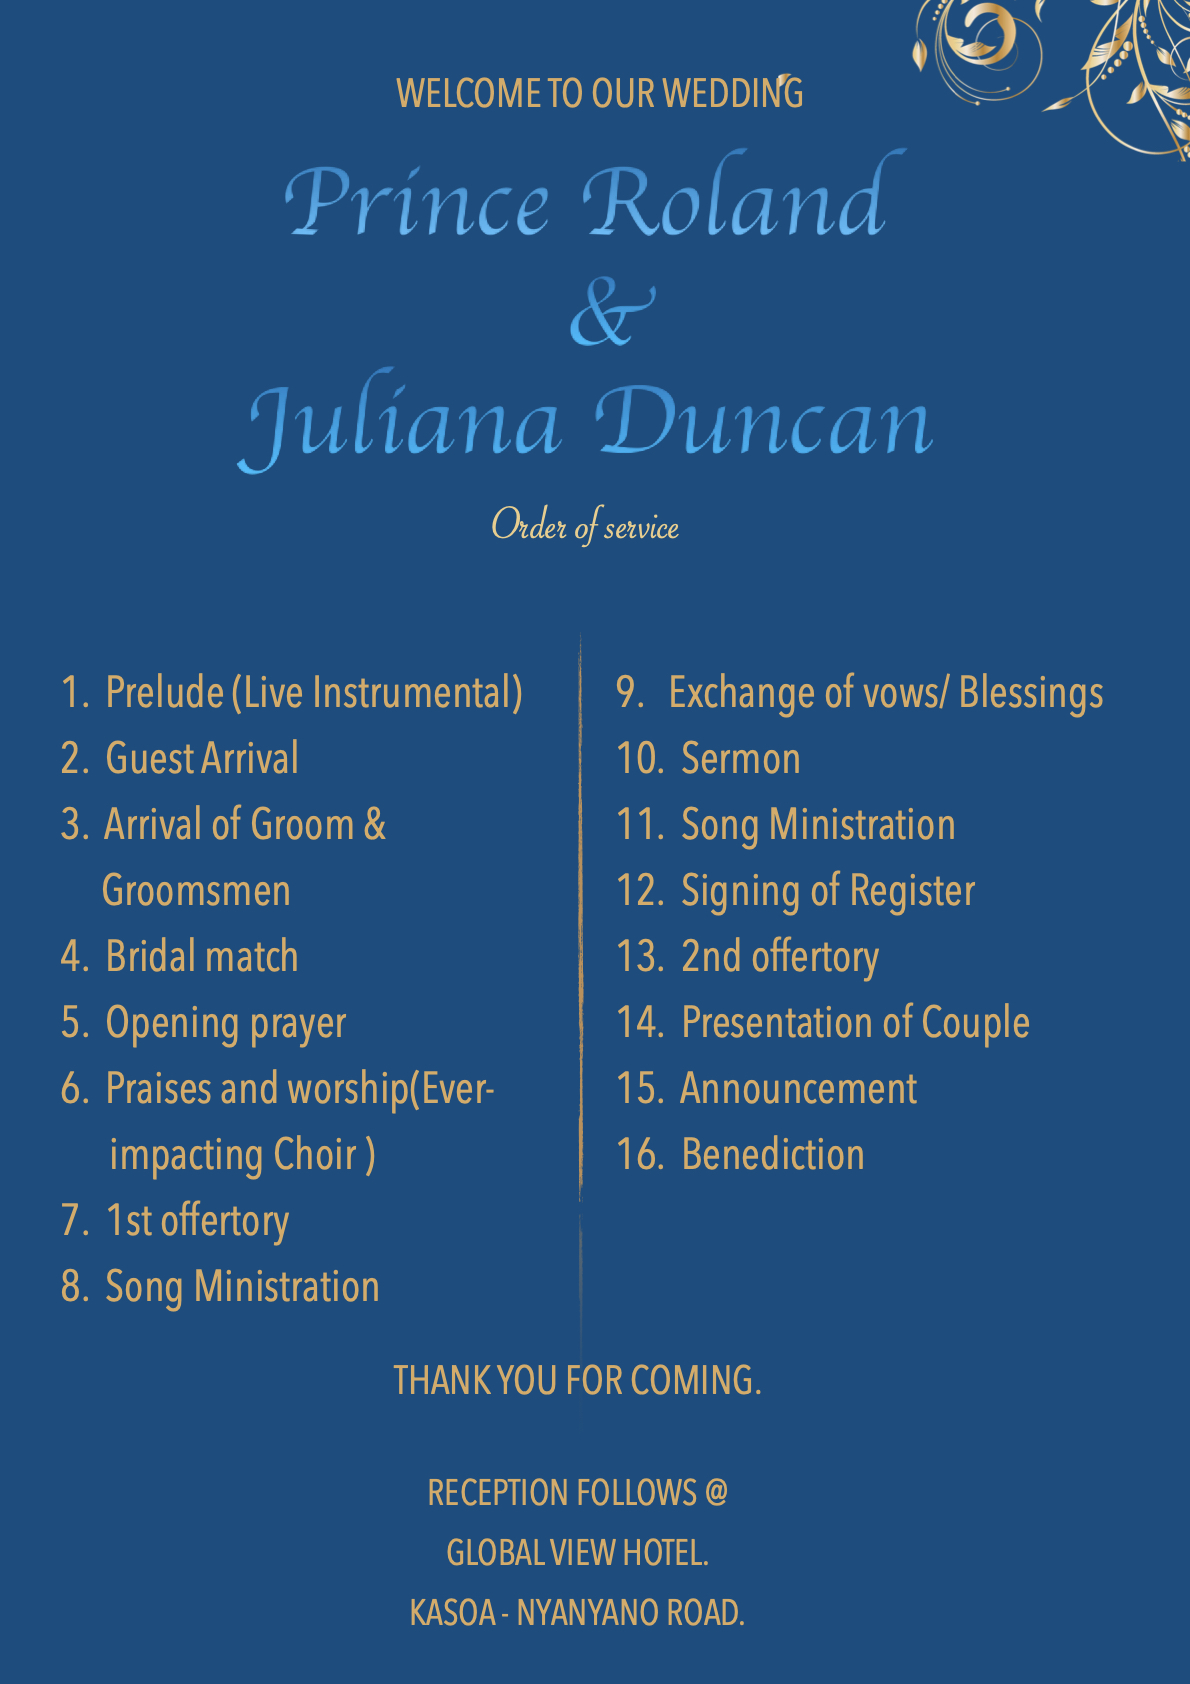 WELCOME TO OUR WEDDING
Prince Roland
&
Juliana Duncan
Order of service
1. Prelude (Live Instrumental)
2. Guest Arrival
3. Arrival of Groom &
Groomsmen
4. Bridal match
5. Opening prayer
6. Praises and worship(Ever-
impacting Choir )
7. 1st offertory
8. Song Ministration
9. Exchange of vows/ Blessings
10. Sermon
11. Song Ministration
12. Signing of Register
13. 2nd offertory
14. Presentation of Couple
15. Announcement
16. Benediction
THANK YOU FOR COMING.
RECEPTION FOLLOWS @
GLOBAL VIEW HOTEL.
KASOA - NYANYANO ROAD.